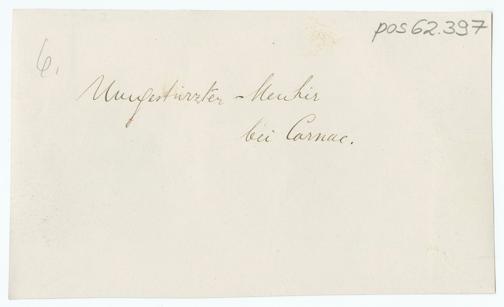 pos62.397
6.
Umgestürzter - Menhir
bei Carnac.